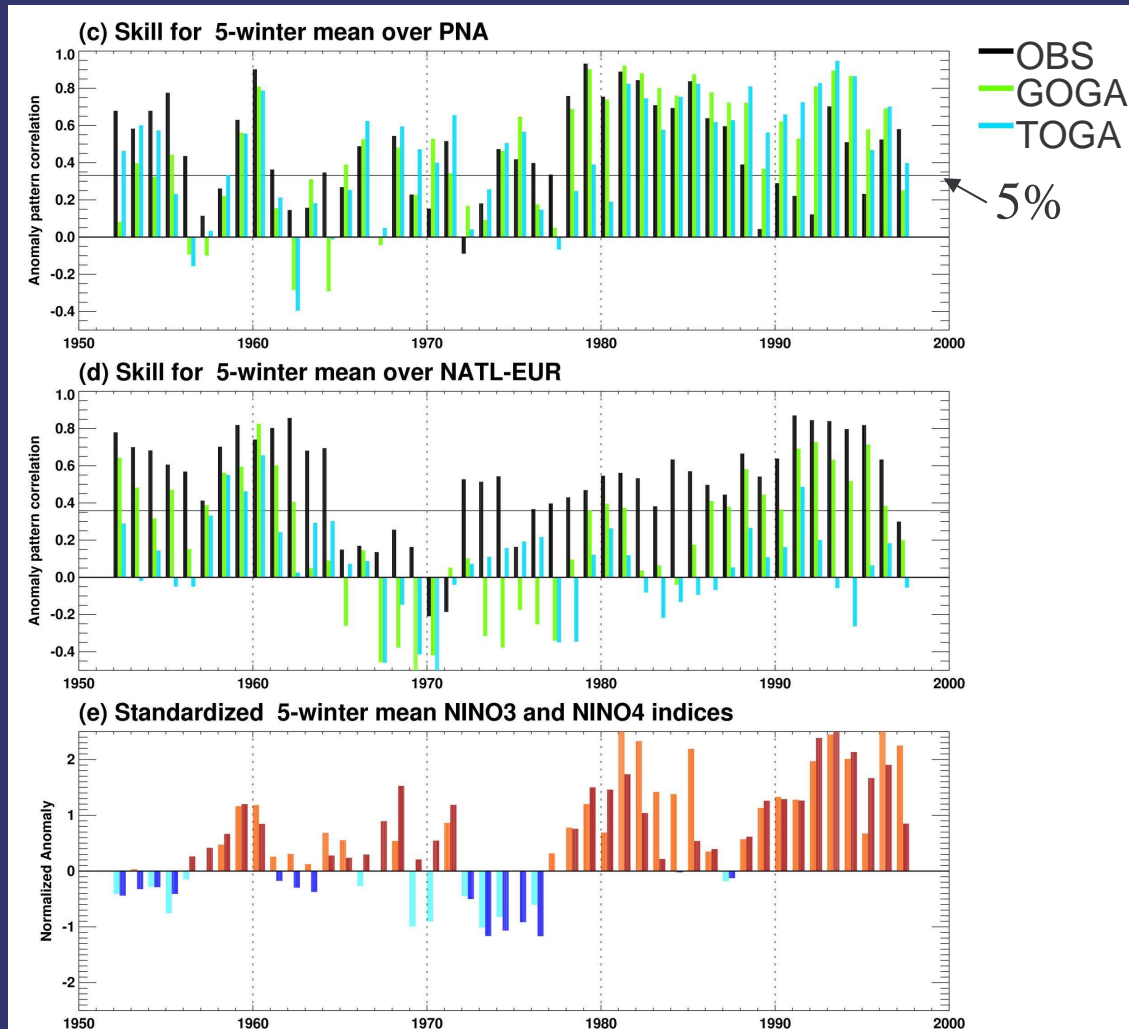 (c) Skill for 5-winter mean over PNA
Anomaly pattern correlation
1.0
0.8
0.6
0.4
0.2
0.0
-0.2
-0.4
1950 1960 1970 1980 1990 2000
OBS
GOGA
TOGA
5%
(d) Skill for 5-winter mean over NATL-EUR
Anomaly pattern correlation
1.0
0.8
0.6
0.4
0.2
0.0
-0.2
-0.4
1950 1960 1970 1980 1990 2000
(e) Standardized 5-winter mean NINO3 and NINO4 indices
Normalized Anomaly
2
1
0
-1
-2
1950 1960 1970 1980 1990 2000